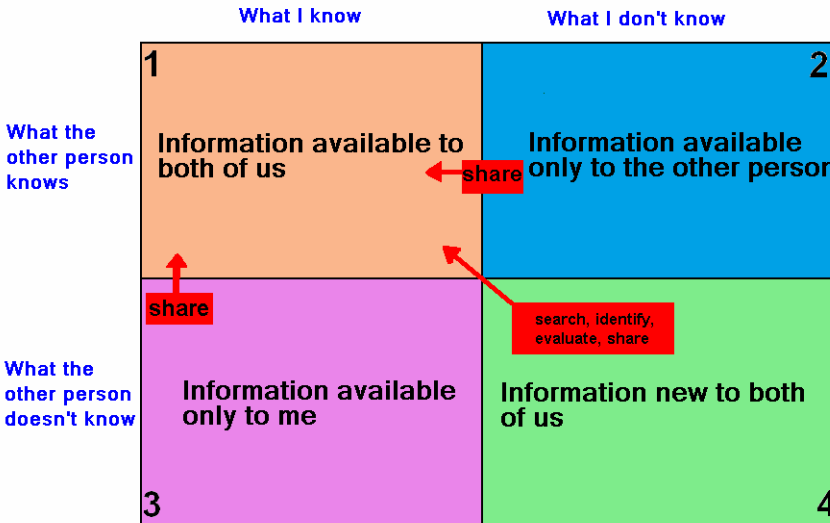 What I know
What I don't know
1
2
What the
other person
knows
Information available to
both of us
share
Information available
only to the other person
share
search, identify,
evaluate, share
What the
other person
doesn't know
Information available
only to me
Information new to both
of us
3
4